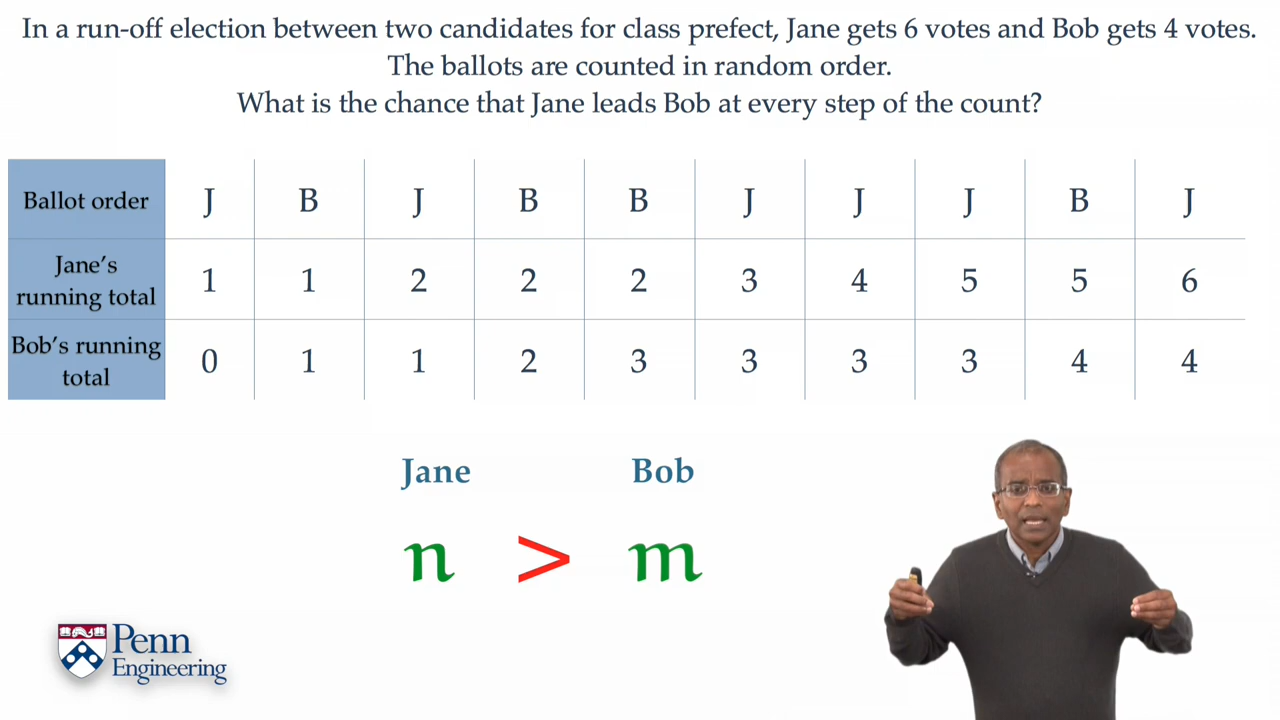 In a run-off election between two candidates for class prefect, Jane gets 6 votes and Bob gets 4 votes.
The ballots are counted in random order.
What is the chance that Jane leads Bob at every step of the count?
Ballot order J B J B B J J J B J
Jane's
running total 1 1 2 2 2 3 4 5 5 6
Bob's running
total 0 1 1 2 3 3 3 3 4 4
Jane Bob
n > m
Penn
Engineering